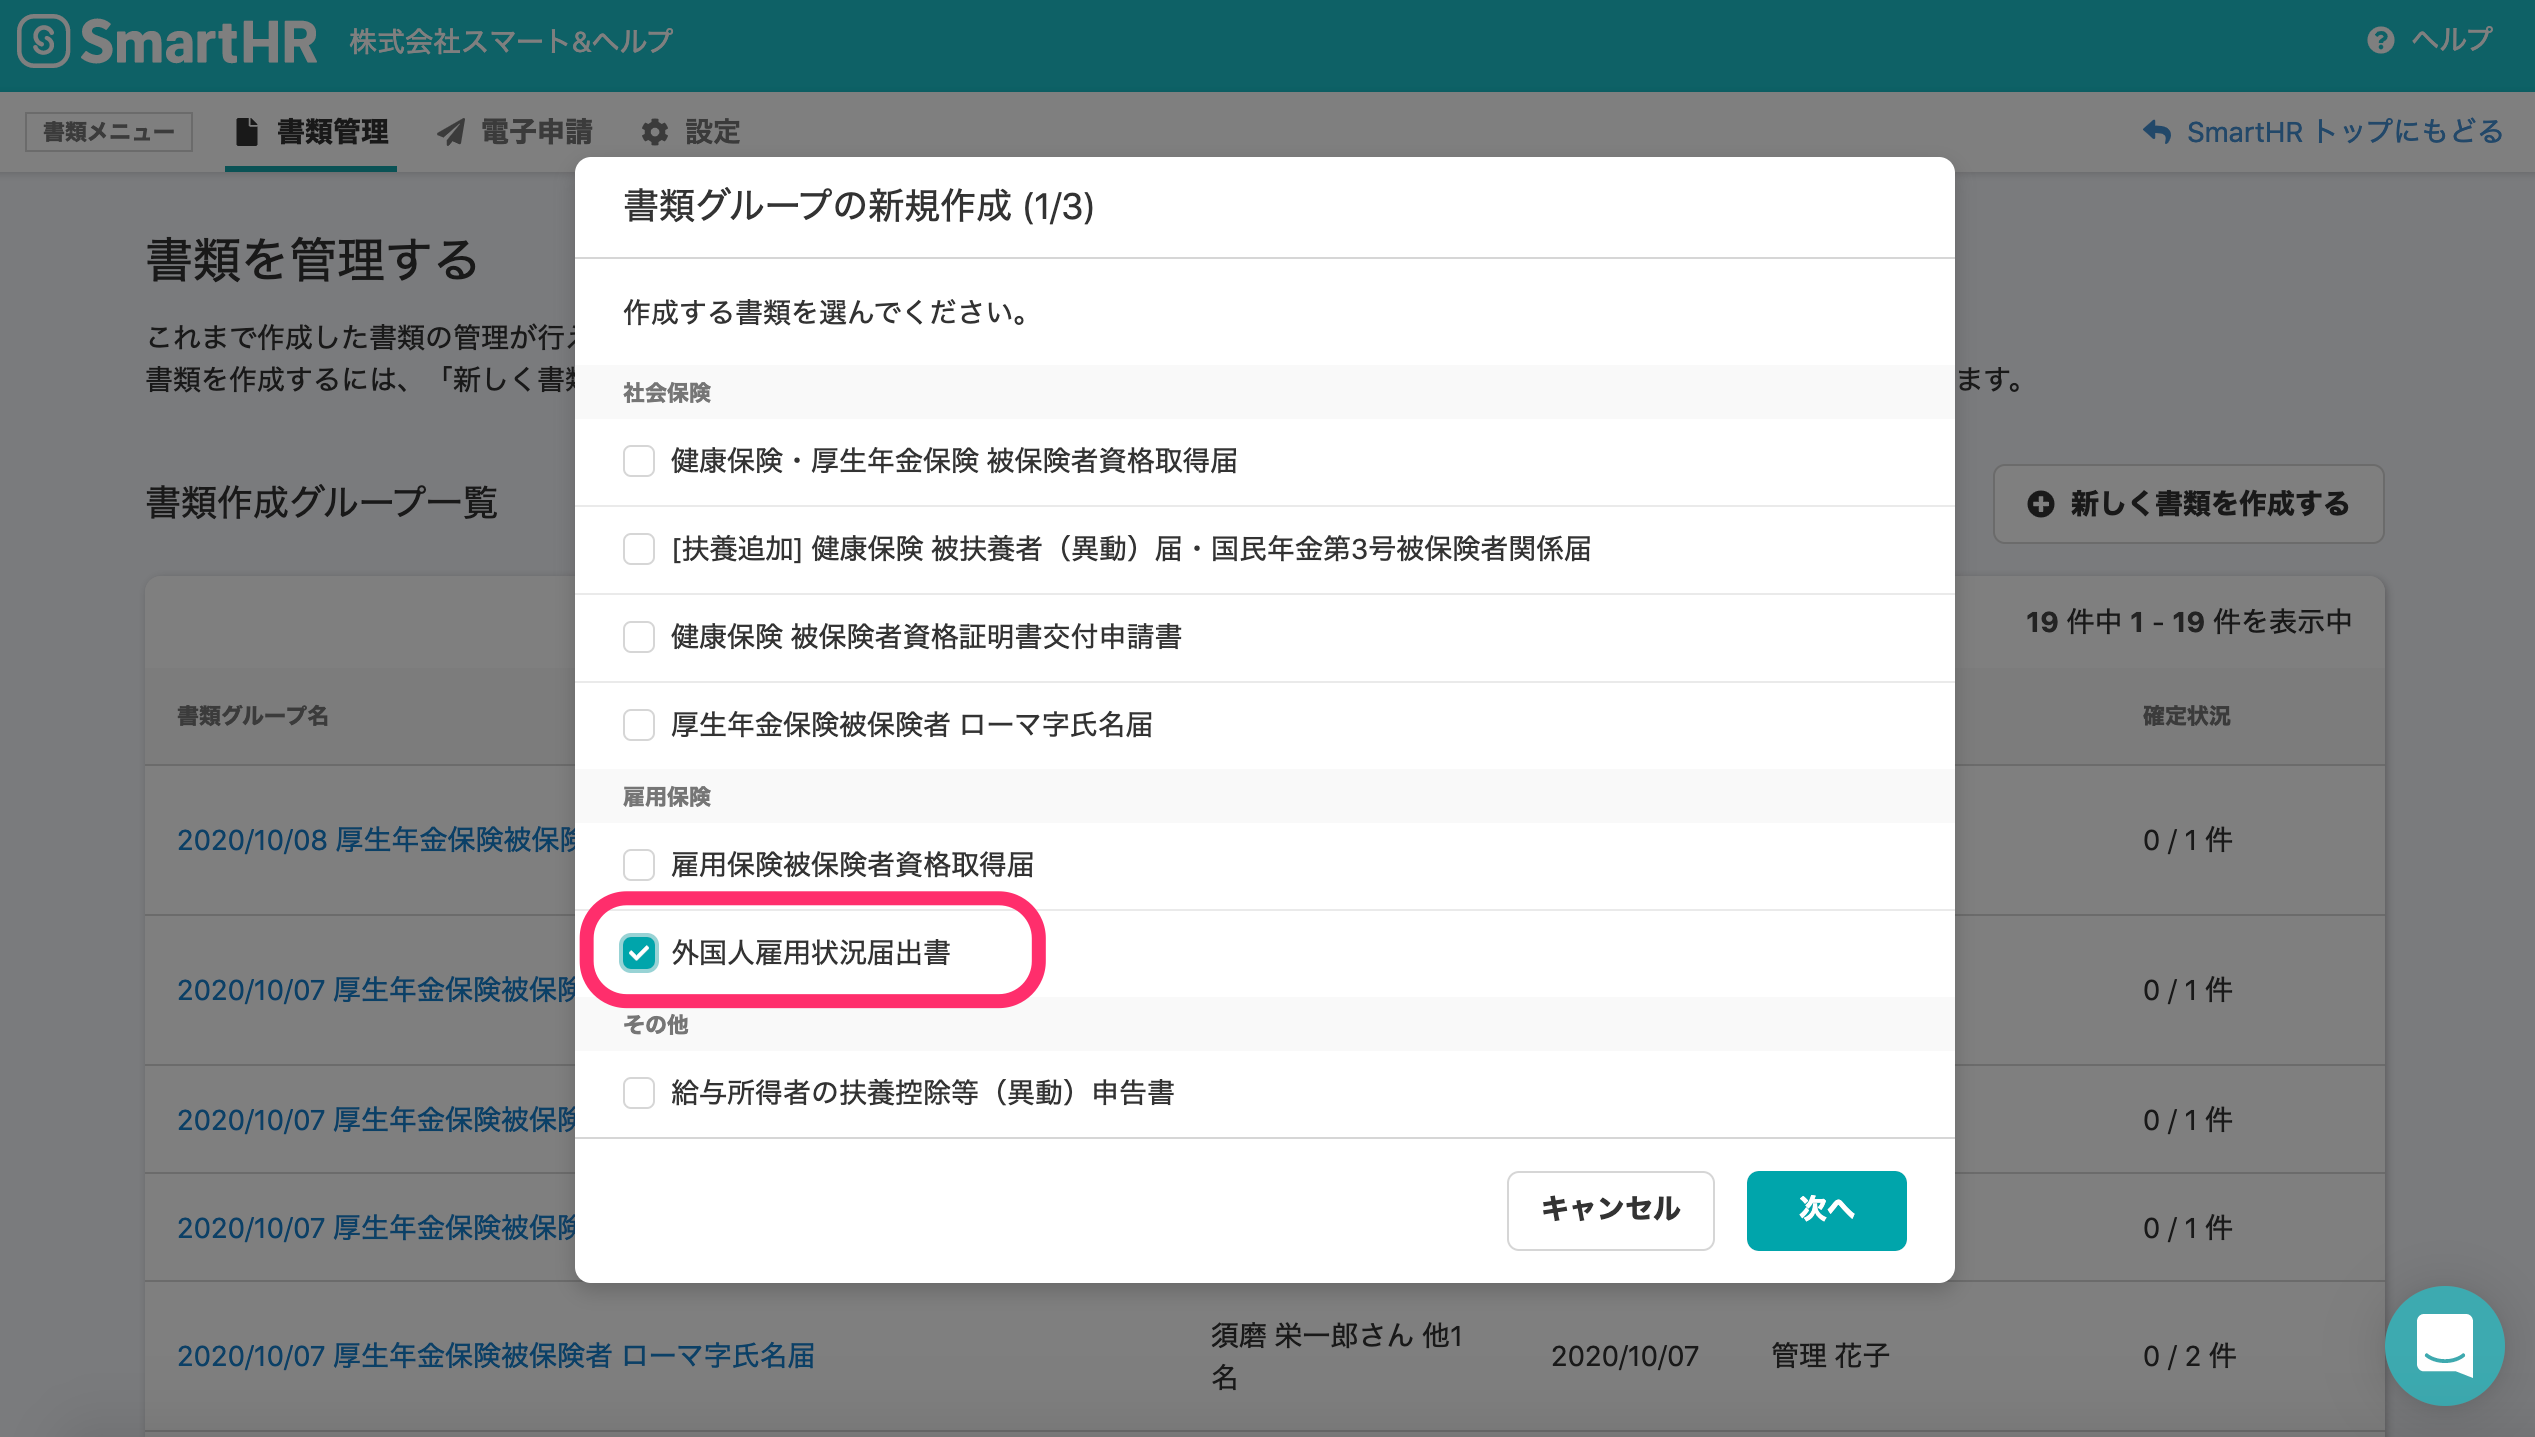 SmartHR 株式会社スマート&ヘルプ ヘルプ
書類メニュー 書類管理 電子申請 設定 SmartHR トップにもどる
書類グループの新規作成 (1/3)
書類を管理する
作成する書類を選んでください。
これまで作成した書類の管理が行え
書類を作成するには、「新しく書類 ます。
社会保険
健康保険・厚生年金保険 被保険者資格取得届
書類作成グループ一覧 新しく書類を作成する
[扶養追加] 健康保険 被扶養者（異動）届・国民年金第3号被保険者関係届
19 件中 1 - 19 件を表示中
健康保険 被保険者資格証明書交付申請書
書類グループ名 確定状況
厚生年金保険被保険者 ローマ字氏名届
雇用保険
2020/10/08 厚生年金保険被保険 0 / 1 件
雇用保険被保険者資格取得届
外国人雇用状況届出書
2020/10/07 厚生年金保険被保険 0 / 1 件
その他
給与所得者の扶養控除等（異動）申告書
2020/10/07 厚生年金保険被保険 0 / 1 件
キャンセル 次へ
2020/10/07 厚生年金保険被保険 0 / 1 件
2020/10/07 厚生年金保険被保険者 ローマ字氏名届 須磨 栄一郎さん 他1 2020/10/07 管理 花子 0 / 2 件
名